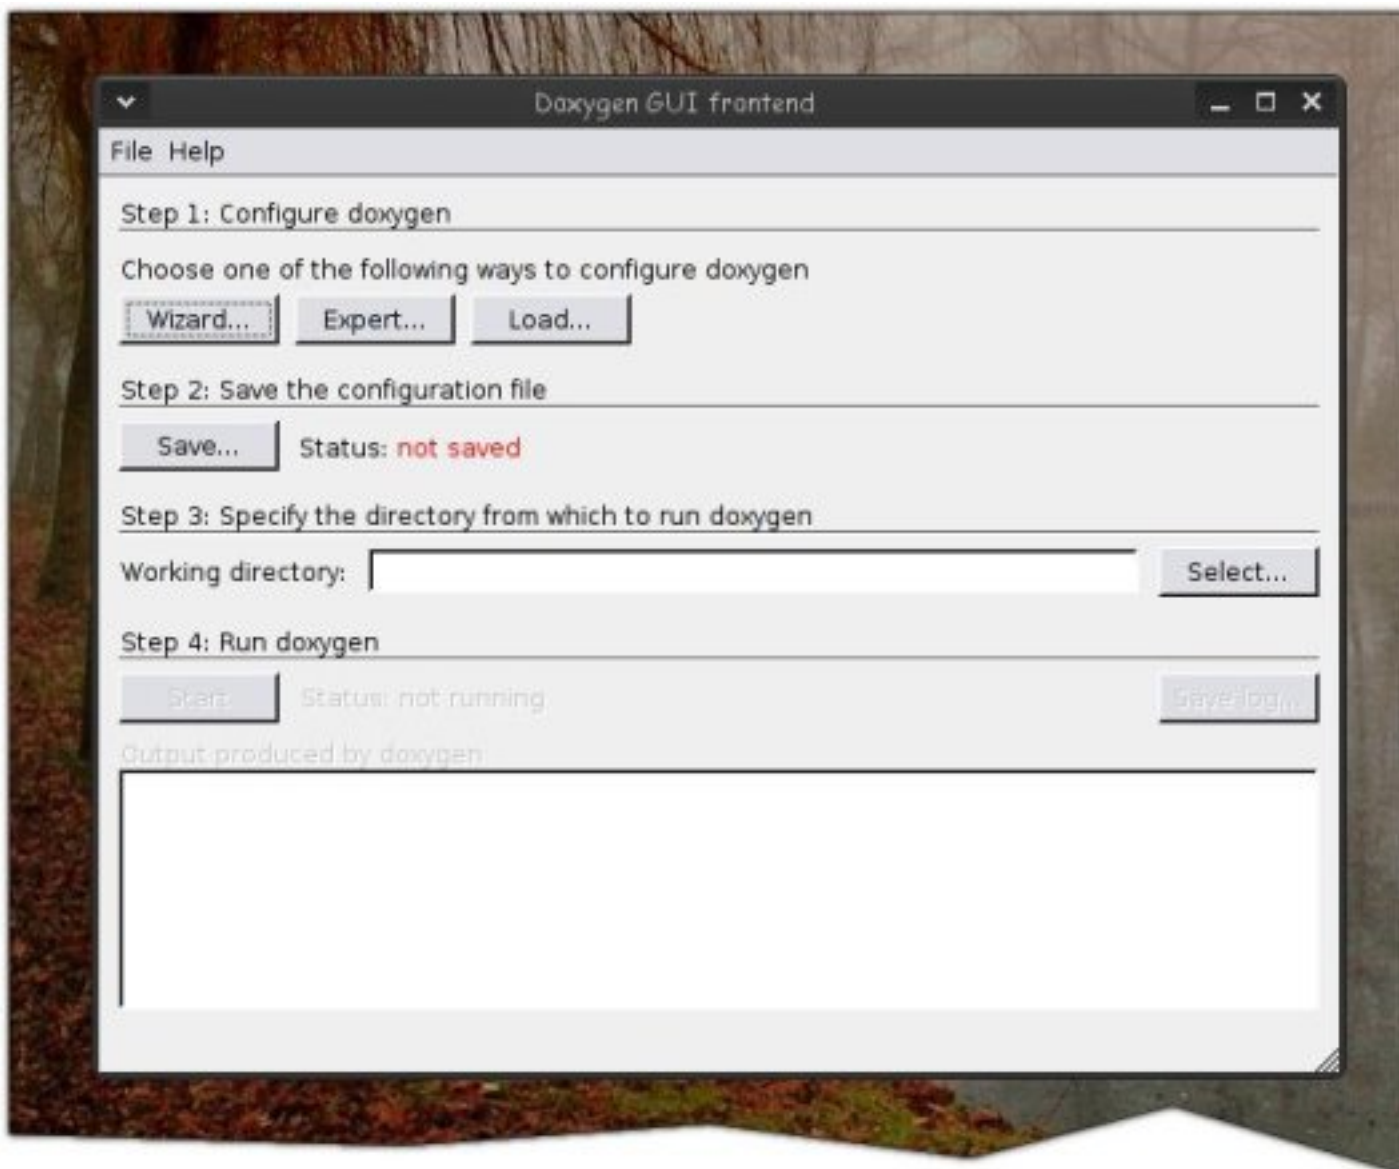 Doxygen GUI frontend
File Help
Step 1: Configure doxygen
Choose one of the following ways to configure doxygen
Wizard... Expert... Load...
Step 2: Save the configuration file
Save... Status: not saved
Step 3: Specify the directory from which to run doxygen
Working directory: Select...
Step 4: Run doxygen
Start Status: not running Save log...
Output produced by doxygen